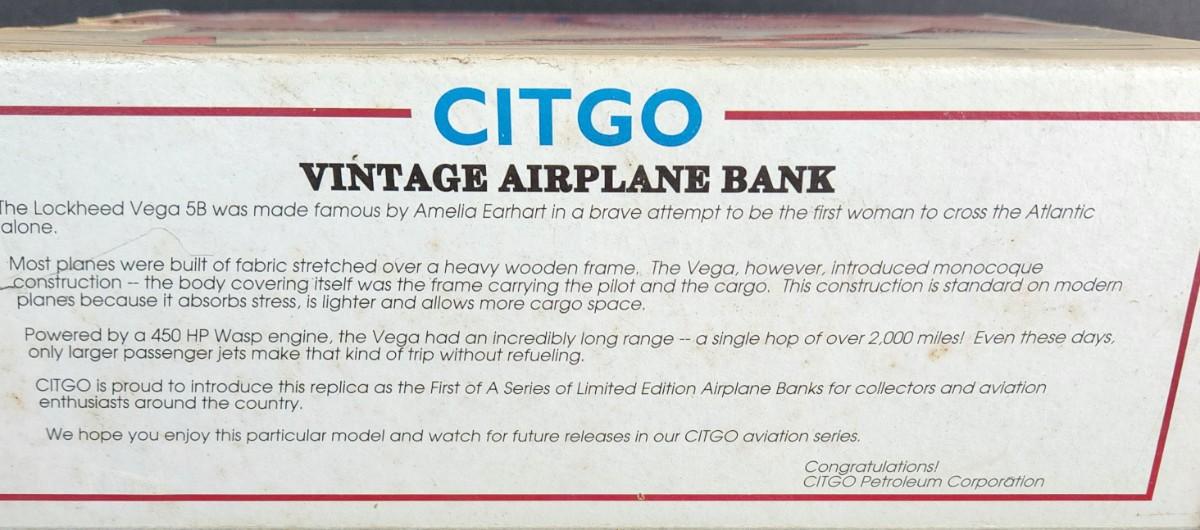 CITGO
VINTAGE AIRPLANE BANK
The Lockheed Vega 5B was made famous by Amelia Earhart in a brave attempt to be the first woman to cross the Atlantic
alone.
Most planes were built of fabric stretched over a heavy wooden frame. The Vega, however, introduced monocoque
construction -- the body covering itself was the frame carrying the pilot and the cargo. This construction is standard on modern
planes because it absorbs stress, is lighter and allows more cargo space.
Powered by a 450 HP Wasp engine, the Vega had an incredibly long range -- a single hop of over 2,000 miles! Even these days,
only larger passenger jets make that kind of trip without refueling.
CITGO is proud to introduce this replica as the First of A Series of Limited Edition Airplane Banks for collectors and aviation
enthusiasts around the country.
We hope you enjoy this particular model and watch for future releases in our CITGO aviation series.
Congratulations!
CITGO Petroleum Corporation